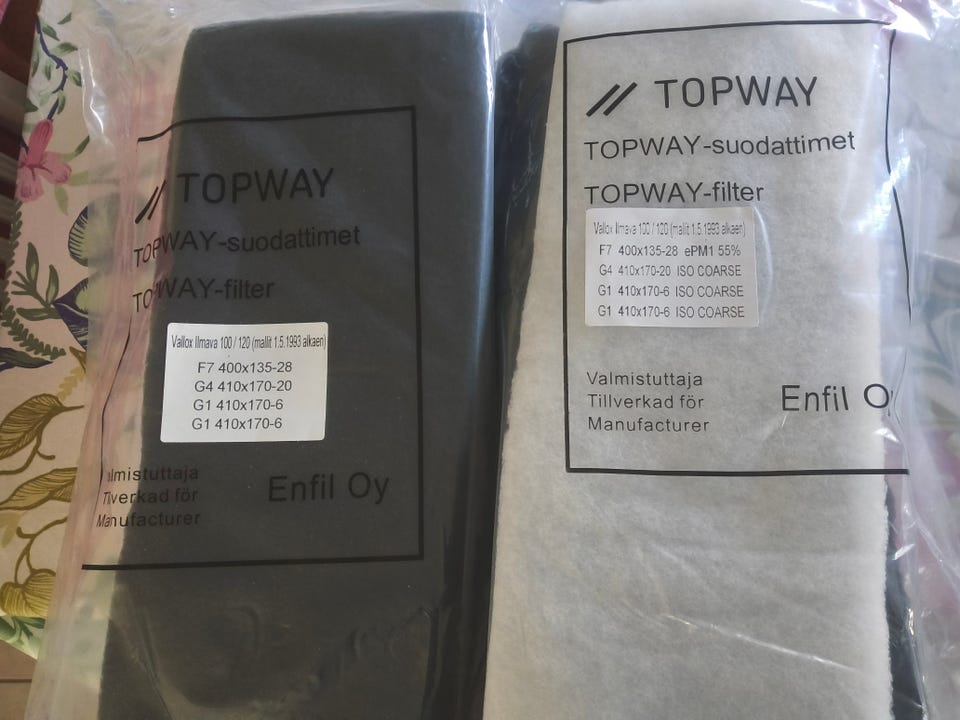 TOPWAY
TOPWAY-suodattimet
TOPWAY-filter
Vallox Ilmava 100 / 120 (mallit 1.5.1993 alkaen)
F7 400x135-28
G4 410x170-20
G1 410x170-6
G1 410x170-6
Valmistuttaja
Tillverkad för
Manufacturer
Enfil Oy
TOPWAY
TOPWAY-suodattimet
TOPWAY-filter
Vallox Ilmava 100 / 120 (mallit 1.5.1993 alkaen)
F7 400x135-28 ePM1 55%
G4 410x170-20 ISO COARSE
G1 410x170-6 ISO COARSE
G1 410x170-6 ISO COARSE
Valmistuttaja
Tillverkad för
Manufacturer
Enfil Oy